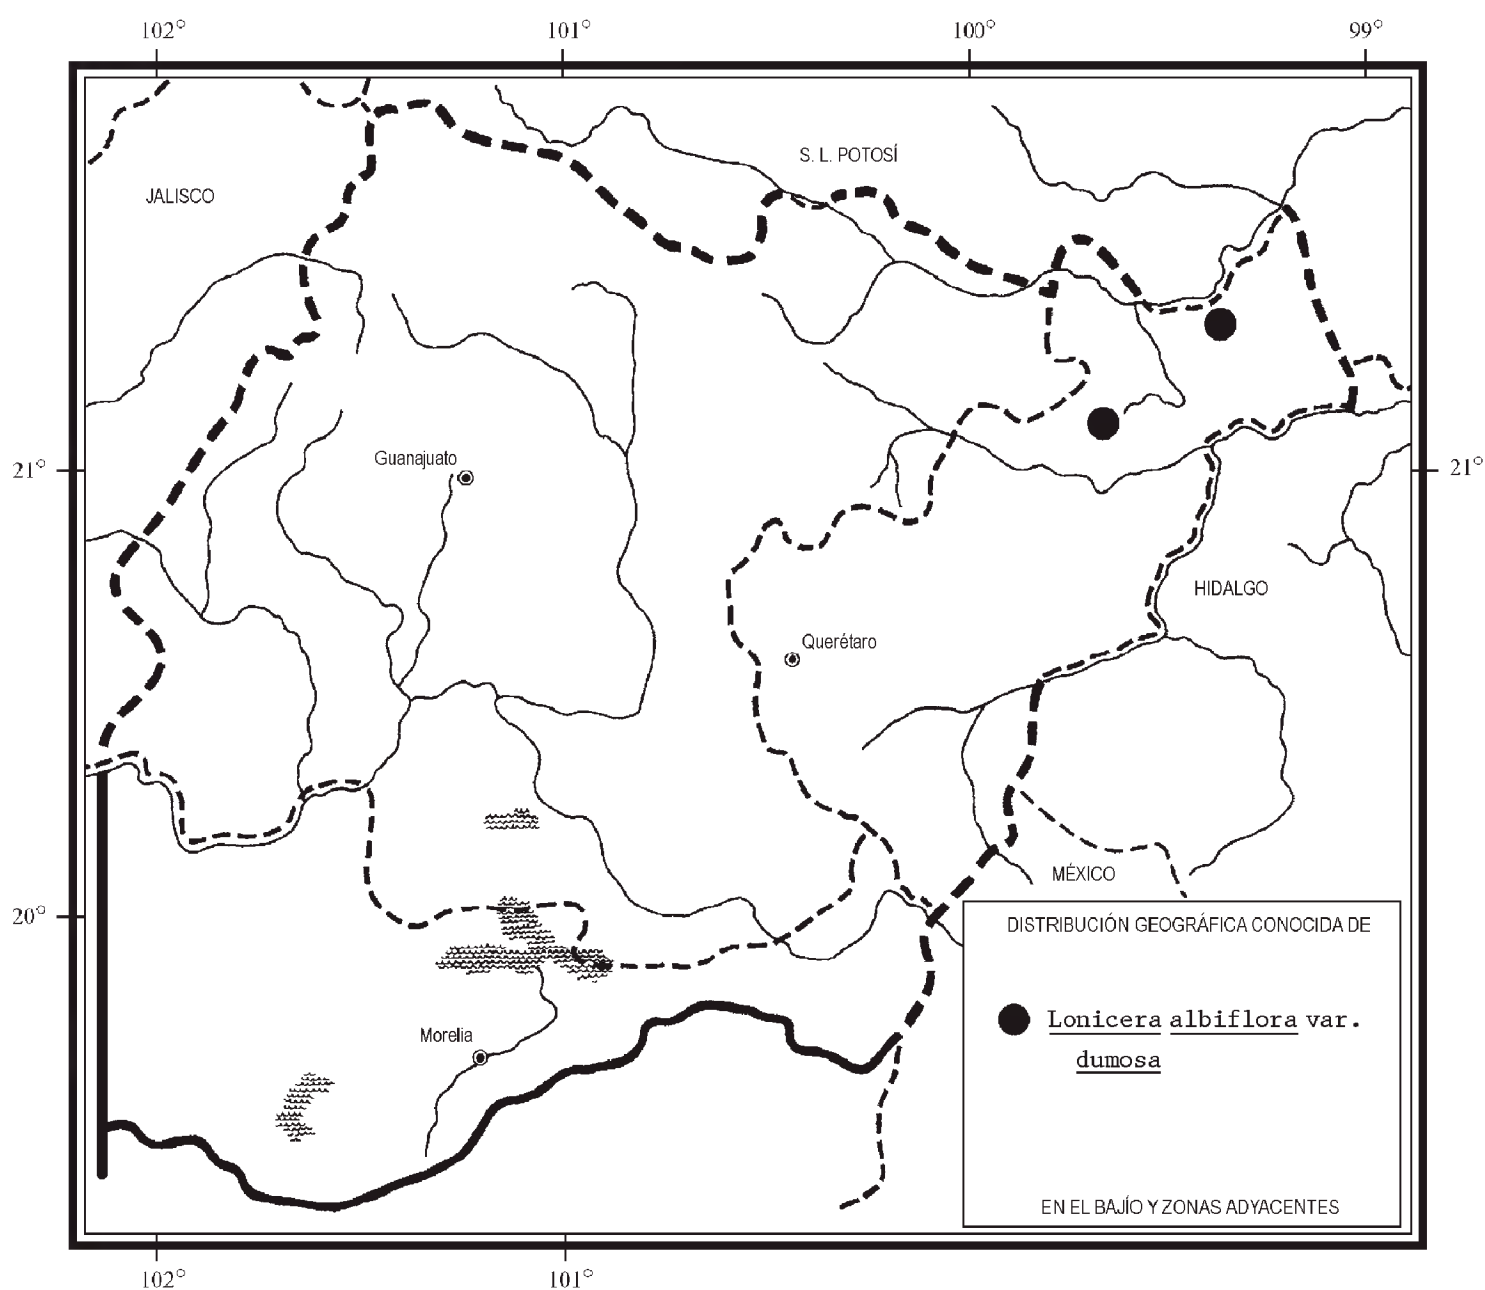 102° 101° 100° 99°
S. L. POTOSÍ
JALISCO
Guanajuato
21° 21°
HIDALGO
Querétaro
MÉXICO
20°
DISTRIBUCIÓN GEOGRÁFICA CONOCIDA DE
Lonicera albiflora var.
dumosa
Morelia
EN EL BAJÍO Y ZONAS ADYACENTES
102° 101°